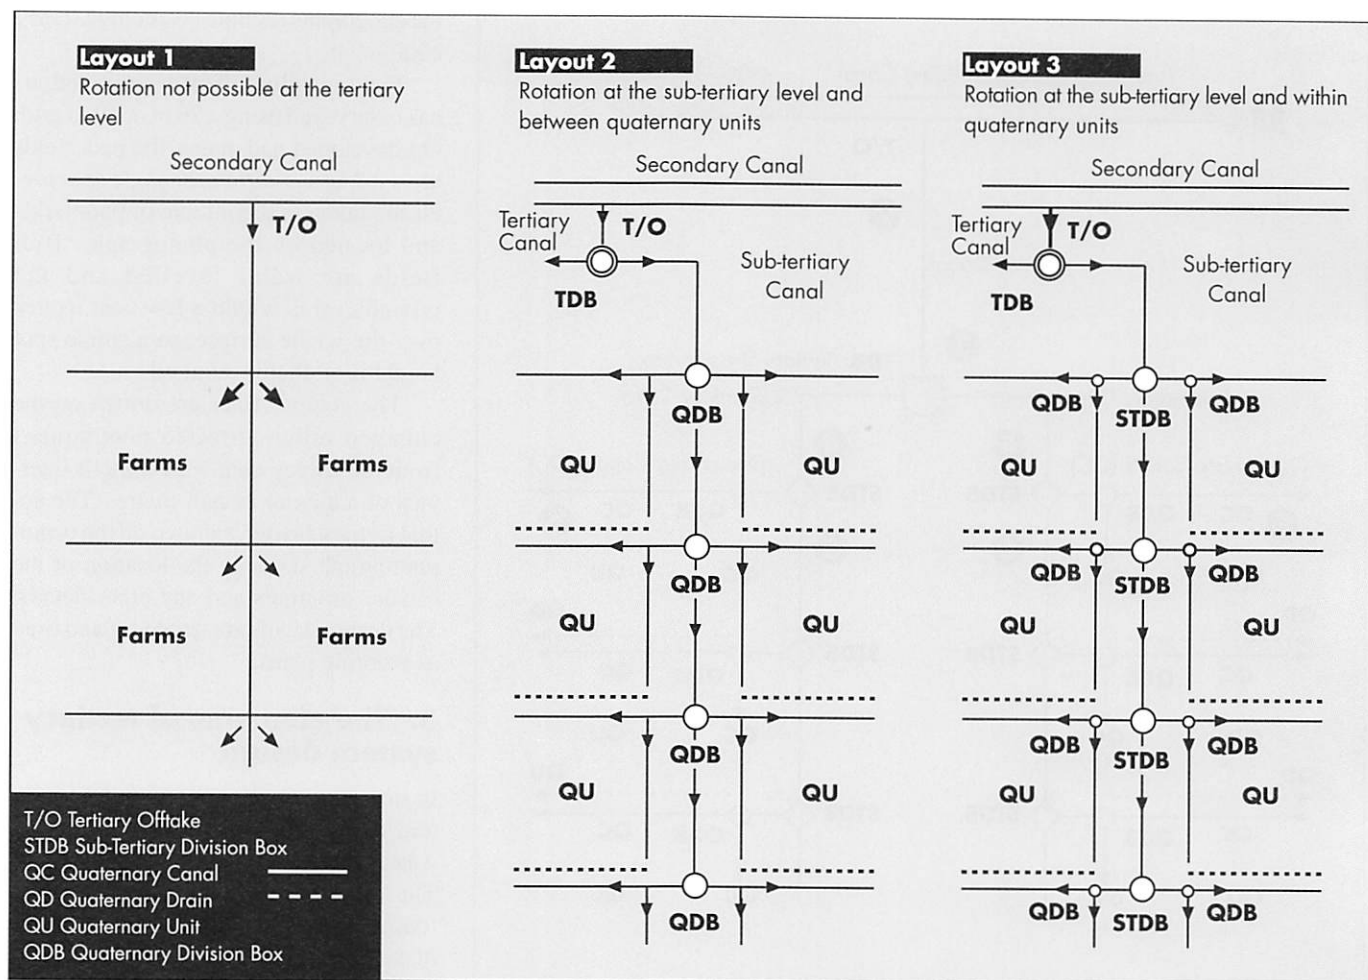 Layout 1
Rotation not possible at the tertiary
level
Secondary Canal
T/O
Farms Farms
Farms Farms
T/O Tertiary Offtake
STDB Sub-Tertiary Division Box
QC Quaternary Canal
QD Quaternary Drain
QU Quaternary Unit
QDB Quaternary Division Box
Layout 2
Rotation at the sub-tertiary level and
between quaternary units
Secondary Canal
Tertiary
Canal
T/O
TDB
Sub-tertiary
Canal
QDB
QU QU
QDB
QU QU
QDB
QU QU
QDB
Layout 3
Rotation at the sub-tertiary level and within
quaternary units
Secondary Canal
Tertiary
Canal
T/O
TDB
Sub-tertiary
Canal
QDB STDB QDB
QU QU
QDB STDB QDB
QU QU
QDB STDB QDB
QU QU
QDB STDB QDB